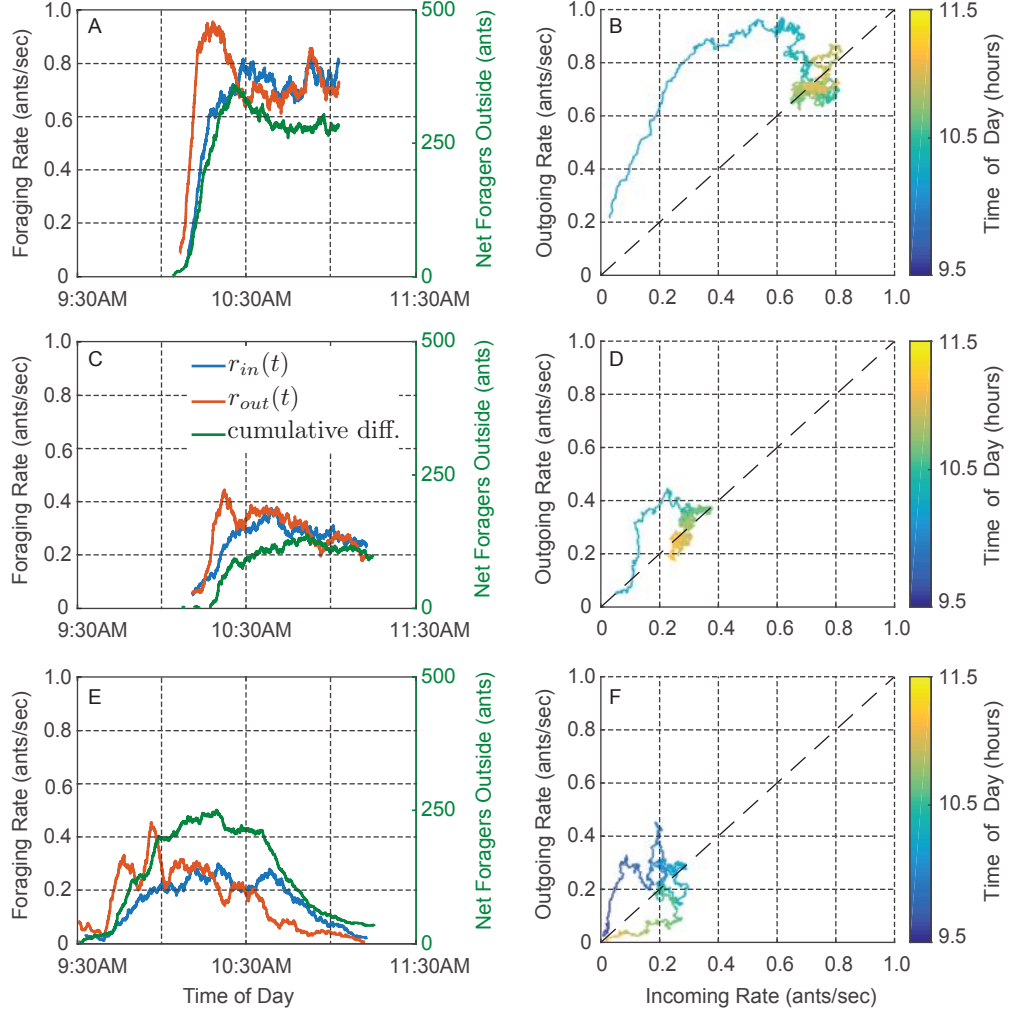 A
Foraging Rate (ants/sec)
1.0
0.8
0.6
0.4
0.2
0
500
250
0
Net Foragers Outside (ants)
9:30AM 10:30AM 11:30AM
B
Outgoing Rate (ants/sec)
1.0
0.8
0.6
0.4
0.2
0
0 0.2 0.4 0.6 0.8 1.0
11.5
10.5
9.5
Time of Day (hours)
C
Foraging Rate (ants/sec)
1.0
0.8
0.6
0.4
0.2
0
r_in(t)
r_out(t)
cumulative diff.
500
250
0
Net Foragers Outside (ants)
9:30AM 10:30AM 11:30AM
D
Outgoing Rate (ants/sec)
1.0
0.8
0.6
0.4
0.2
0
0 0.2 0.4 0.6 0.8 1.0
11.5
10.5
9.5
Time of Day (hours)
E
Foraging Rate (ants/sec)
1.0
0.8
0.6
0.4
0.2
0
500
250
0
Net Foragers Outside (ants)
9:30AM 10:30AM 11:30AM
Time of Day
F
Outgoing Rate (ants/sec)
1.0
0.8
0.6
0.4
0.2
0
0 0.2 0.4 0.6 0.8 1.0
Incoming Rate (ants/sec)
11.5
10.5
9.5
Time of Day (hours)